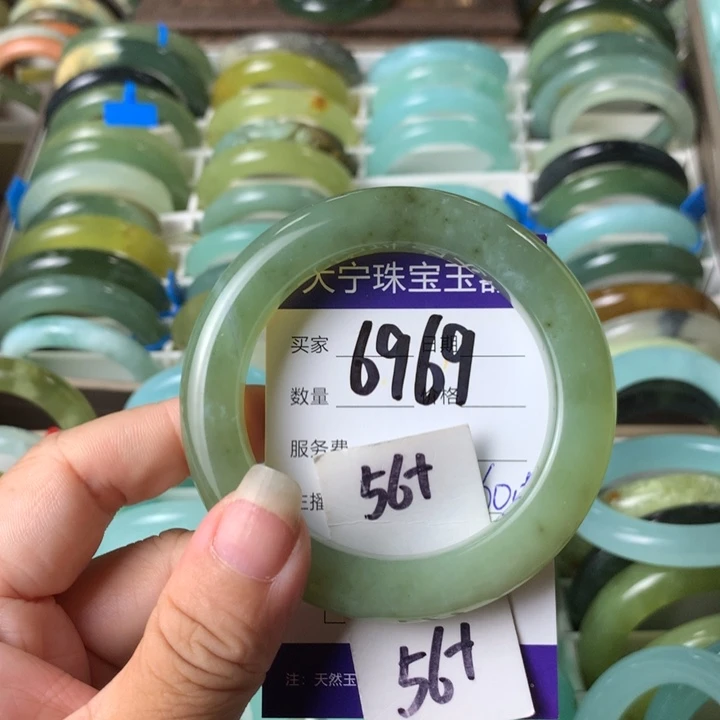 大宁珠宝玉
买家 6969 日期
数量 价格
服务费
主播
56+
56+
注: 天然玉